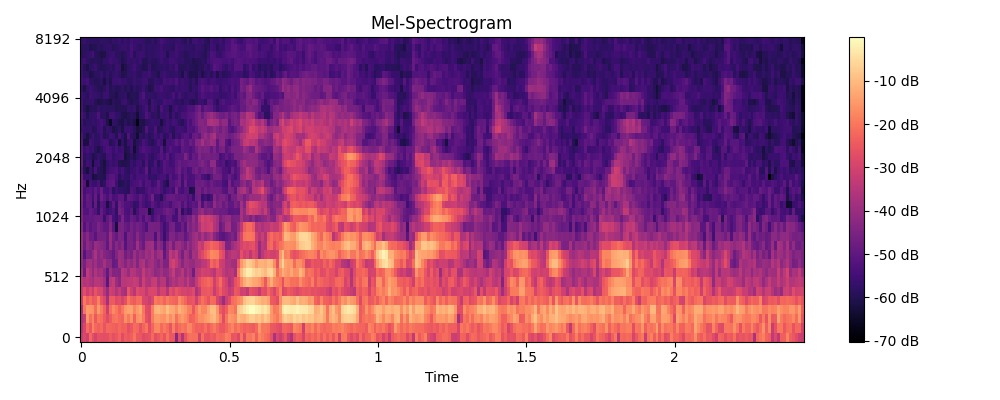 Mel-Spectrogram
8192
4096
2048
1024
512
0
Hz
0 0.5 1 1.5 2
Time
-10 dB
-20 dB
-30 dB
-40 dB
-50 dB
-60 dB
-70 dB